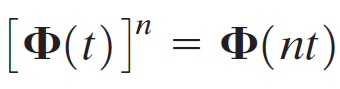 [𝚽(t)]ⁿ = 𝚽(nt)